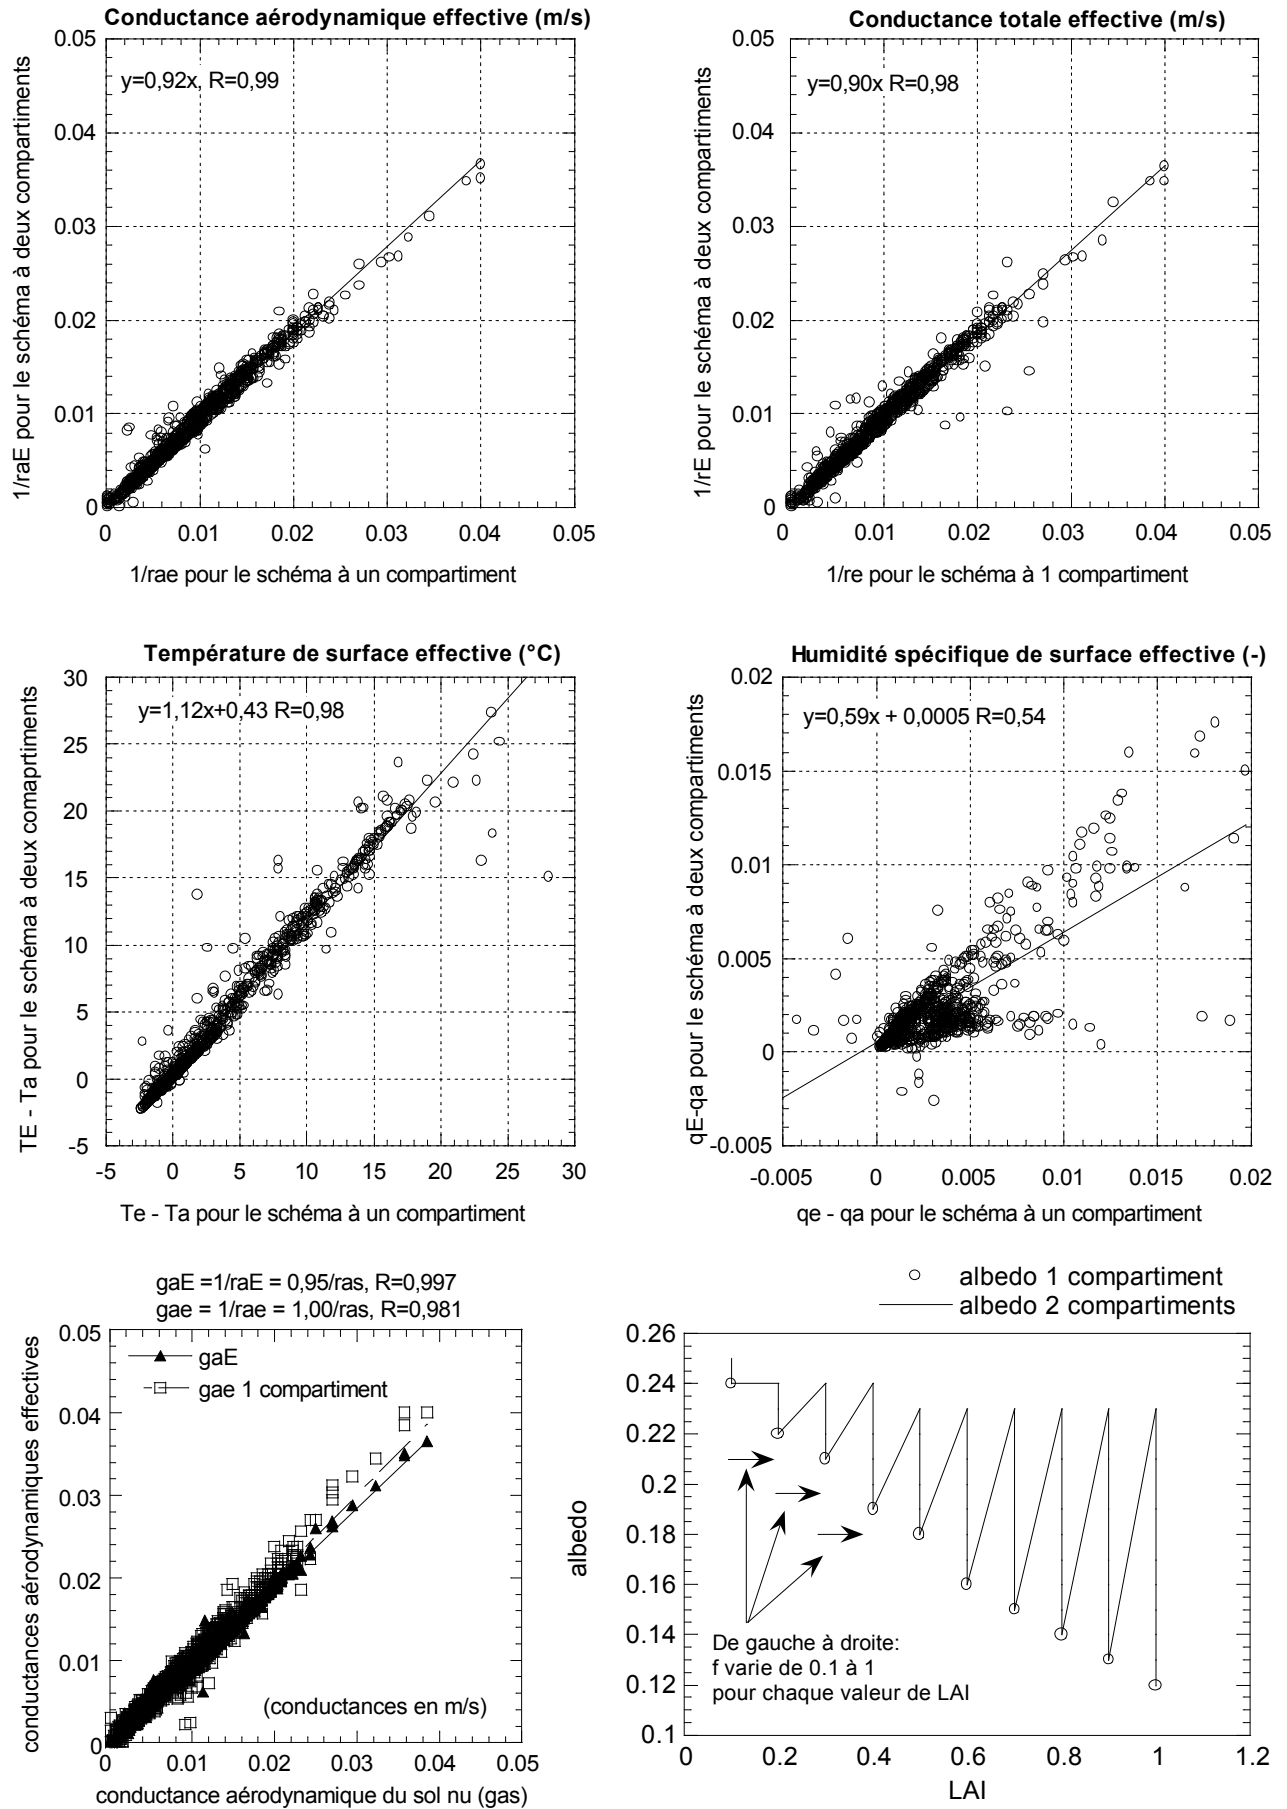 Conductance aérodynamique effective (m/s)
y=0,92x, R=0,99
1/raE pour le schéma à deux compartiments
0.05
0.04
0.03
0.02
0.01
0
0 0.01 0.02 0.03 0.04 0.05
1/rae pour le schéma à un compartiment
Conductance totale effective (m/s)
y=0,90x R=0,98
1/rE pour le schéma à deux compartiments
0.05
0.04
0.03
0.02
0.01
0
0 0.01 0.02 0.03 0.04 0.05
1/re pour le schéma à 1 compartiment
Température de surface effective (°C)
y=1,12x+0,43 R=0,98
TE - Ta pour le schéma à deux comaprtiments
30
25
20
15
10
5
0
-5
-5 0 5 10 15 20 25 30
Te - Ta pour le schéma à un compartiment
Humidité spécifique de surface effective (-)
y=0,59x + 0,0005 R=0,54
qE-qa pour le schéma à deux compartiments
0.02
0.015
0.01
0.005
0
-0.005
-0.005 0 0.005 0.01 0.015 0.02
qe - qa pour le schéma à un compartiment
gaE =1/raE = 0,95/ras, R=0,997
gae = 1/rae = 1,00/ras, R=0,981
gaE
gae 1 compartiment
conductances aérodynamiques effectives
0.05
0.04
0.03
0.02
0.01
0
(conductances en m/s)
0 0.01 0.02 0.03 0.04 0.05
conductance aérodynamique du sol nu (gas)
albedo 1 compartiment
albedo 2 compartiments
albedo
0.26
0.24
0.22
0.2
0.18
0.16
0.14
0.12
0.1
De gauche à droite:
f varie de 0.1 à 1
pour chaque valeur de LAI
0 0.2 0.4 0.6 0.8 1 1.2
LAI